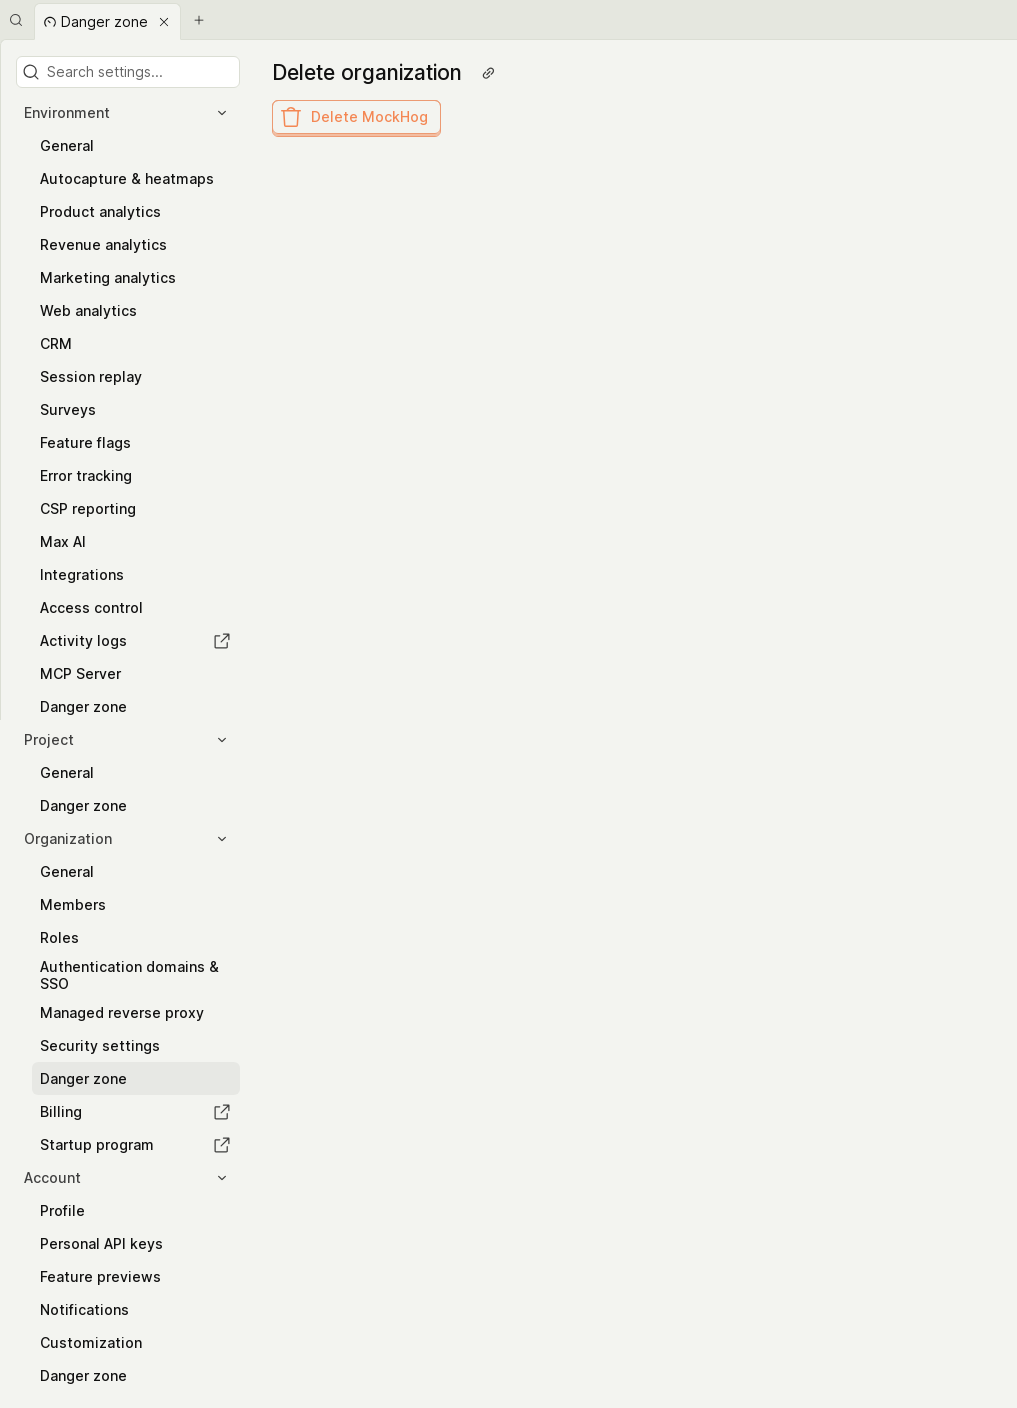 Danger zone
Search settings...
Delete organization
Delete MockHog
Environment
General
Autocapture & heatmaps
Product analytics
Revenue analytics
Marketing analytics
Web analytics
CRM
Session replay
Surveys
Feature flags
Error tracking
CSP reporting
Max AI
Integrations
Access control
Activity logs
MCP Server
Danger zone
Project
General
Danger zone
Organization
General
Members
Roles
Authentication domains &
SSO
Managed reverse proxy
Security settings
Danger zone
Billing
Startup program
Account
Profile
Personal API keys
Feature previews
Notifications
Customization
Danger zone